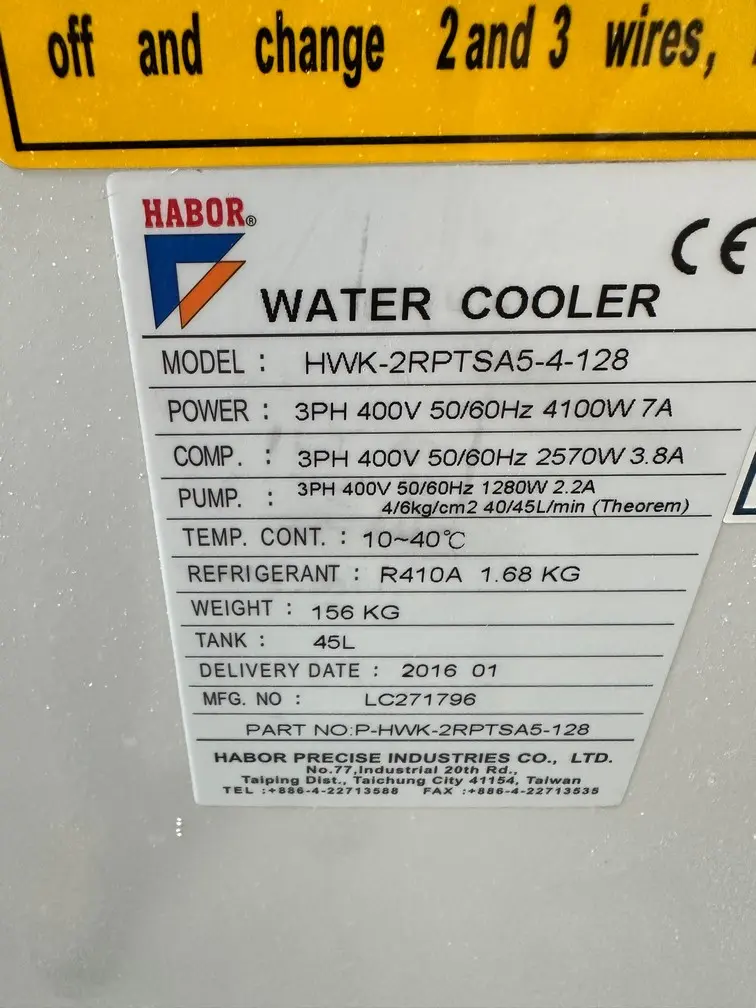 off and change 2 and 3 wires,
HABOR®
CE
WATER COOLER
MODEL : HWK-2RPTSA5-4-128
POWER : 3PH 400V 50/60Hz 4100W 7A
COMP. : 3PH 400V 50/60Hz 2570W 3.8A
PUMP. : 3PH 400V 50/60Hz 1280W 2.2A
4/6kg/cm2 40/45L/min (Theorem)
TEMP. CONT. : 10~40℃
REFRIGERANT : R410A 1.68 KG
WEIGHT : 156 KG
TANK : 45L
DELIVERY DATE : 2016 01
MFG. NO : LC271796
PART NO:P-HWK-2RPTSA5-128
HABOR PRECISE INDUSTRIES CO., LTD.
No.77,Industrial 20th Rd.,
Taiping Dist., Taichung City 41154, Taiwan
TEL :+886-4-22713588 FAX :+886-4-22713535